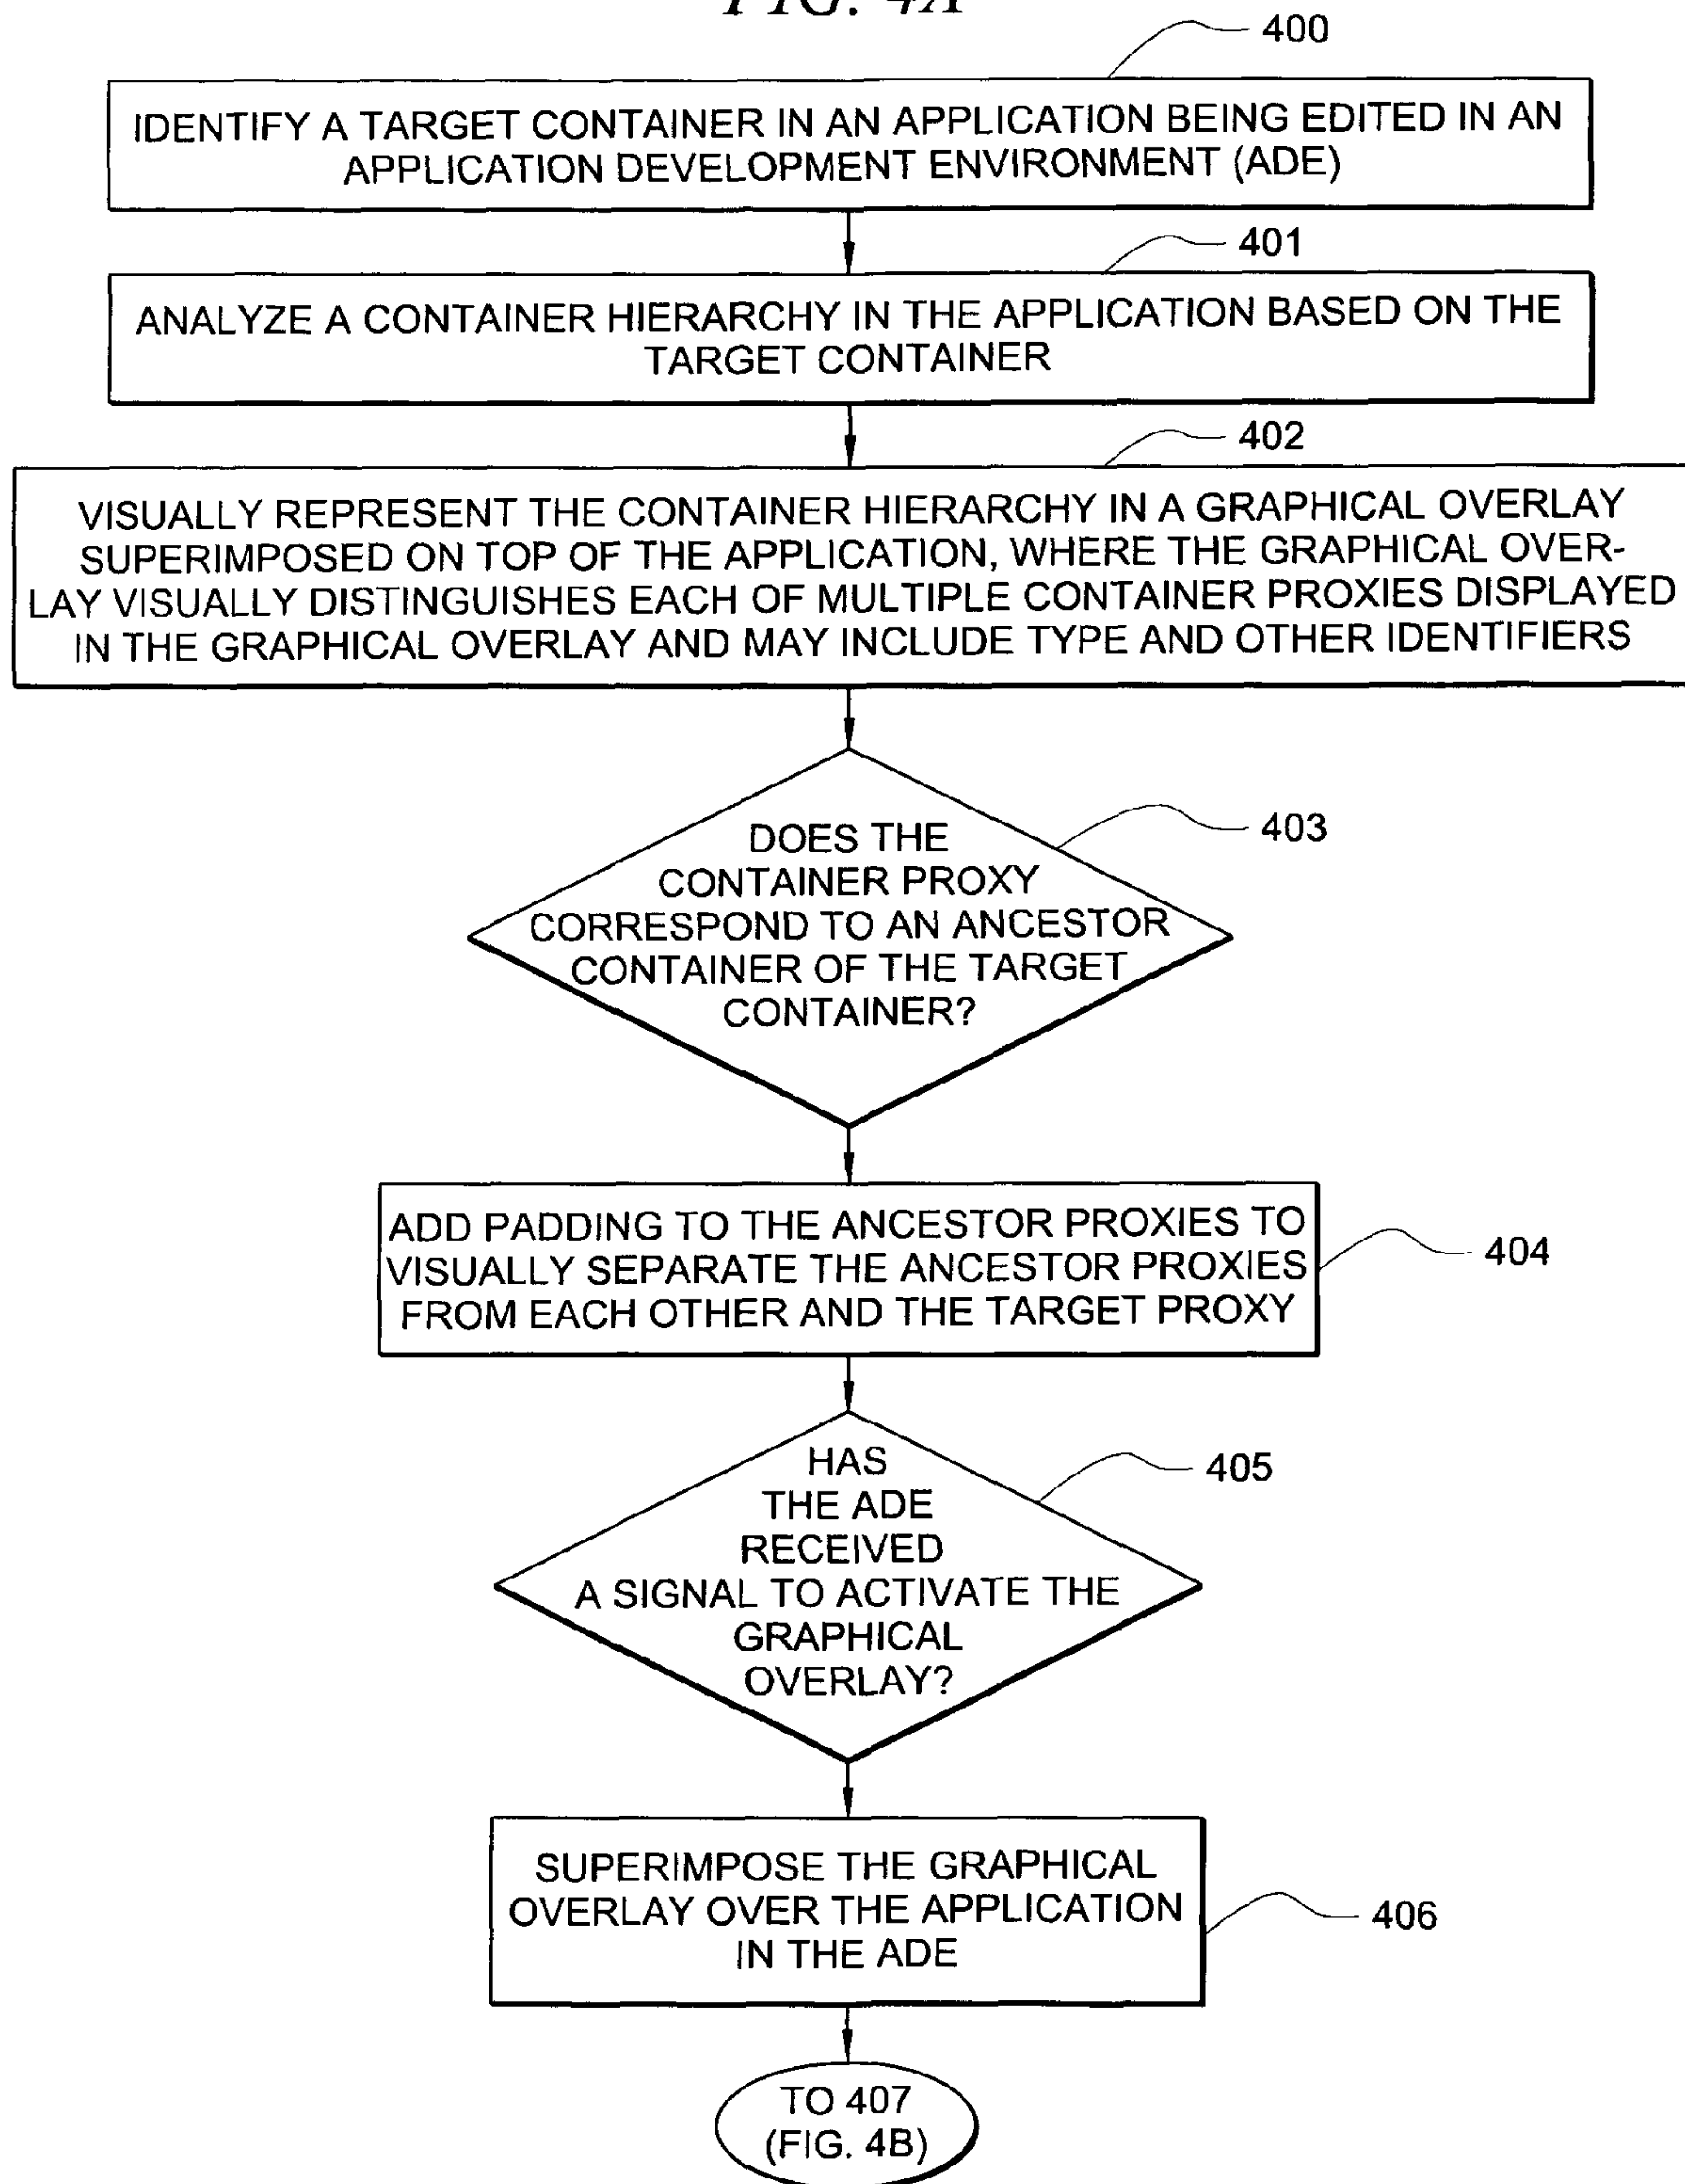 FIG. 4A
400
IDENTIFY A TARGET CONTAINER IN AN APPLICATION BEING EDITED IN AN
APPLICATION DEVELOPMENT ENVIRONMENT (ADE)
401
ANALYZE A CONTAINER HIERARCHY IN THE APPLICATION BASED ON THE
TARGET CONTAINER
402
VISUALLY REPRESENT THE CONTAINER HIERARCHY IN A GRAPHICAL OVERLAY
SUPERIMPOSED ON TOP OF THE APPLICATION, WHERE THE GRAPHICAL OVER-
LAY VISUALLY DISTINGUISHES EACH OF MULTIPLE CONTAINER PROXIES DISPLAYED
IN THE GRAPHICAL OVERLAY AND MAY INCLUDE TYPE AND OTHER IDENTIFIERS
403
DOES THE
CONTAINER PROXY
CORRESPOND TO AN ANCESTOR
CONTAINER OF THE TARGET
CONTAINER?
ADD PADDING TO THE ANCESTOR PROXIES TO
VISUALLY SEPARATE THE ANCESTOR PROXIES
FROM EACH OTHER AND THE TARGET PROXY
404
HAS
THE ADE
RECEIVED
A SIGNAL TO ACTIVATE THE
GRAPHICAL
OVERLAY?
405
SUPERIMPOSE THE GRAPHICAL
OVERLAY OVER THE APPLICATION
IN THE ADE
406
TO 407
(FIG. 4B)